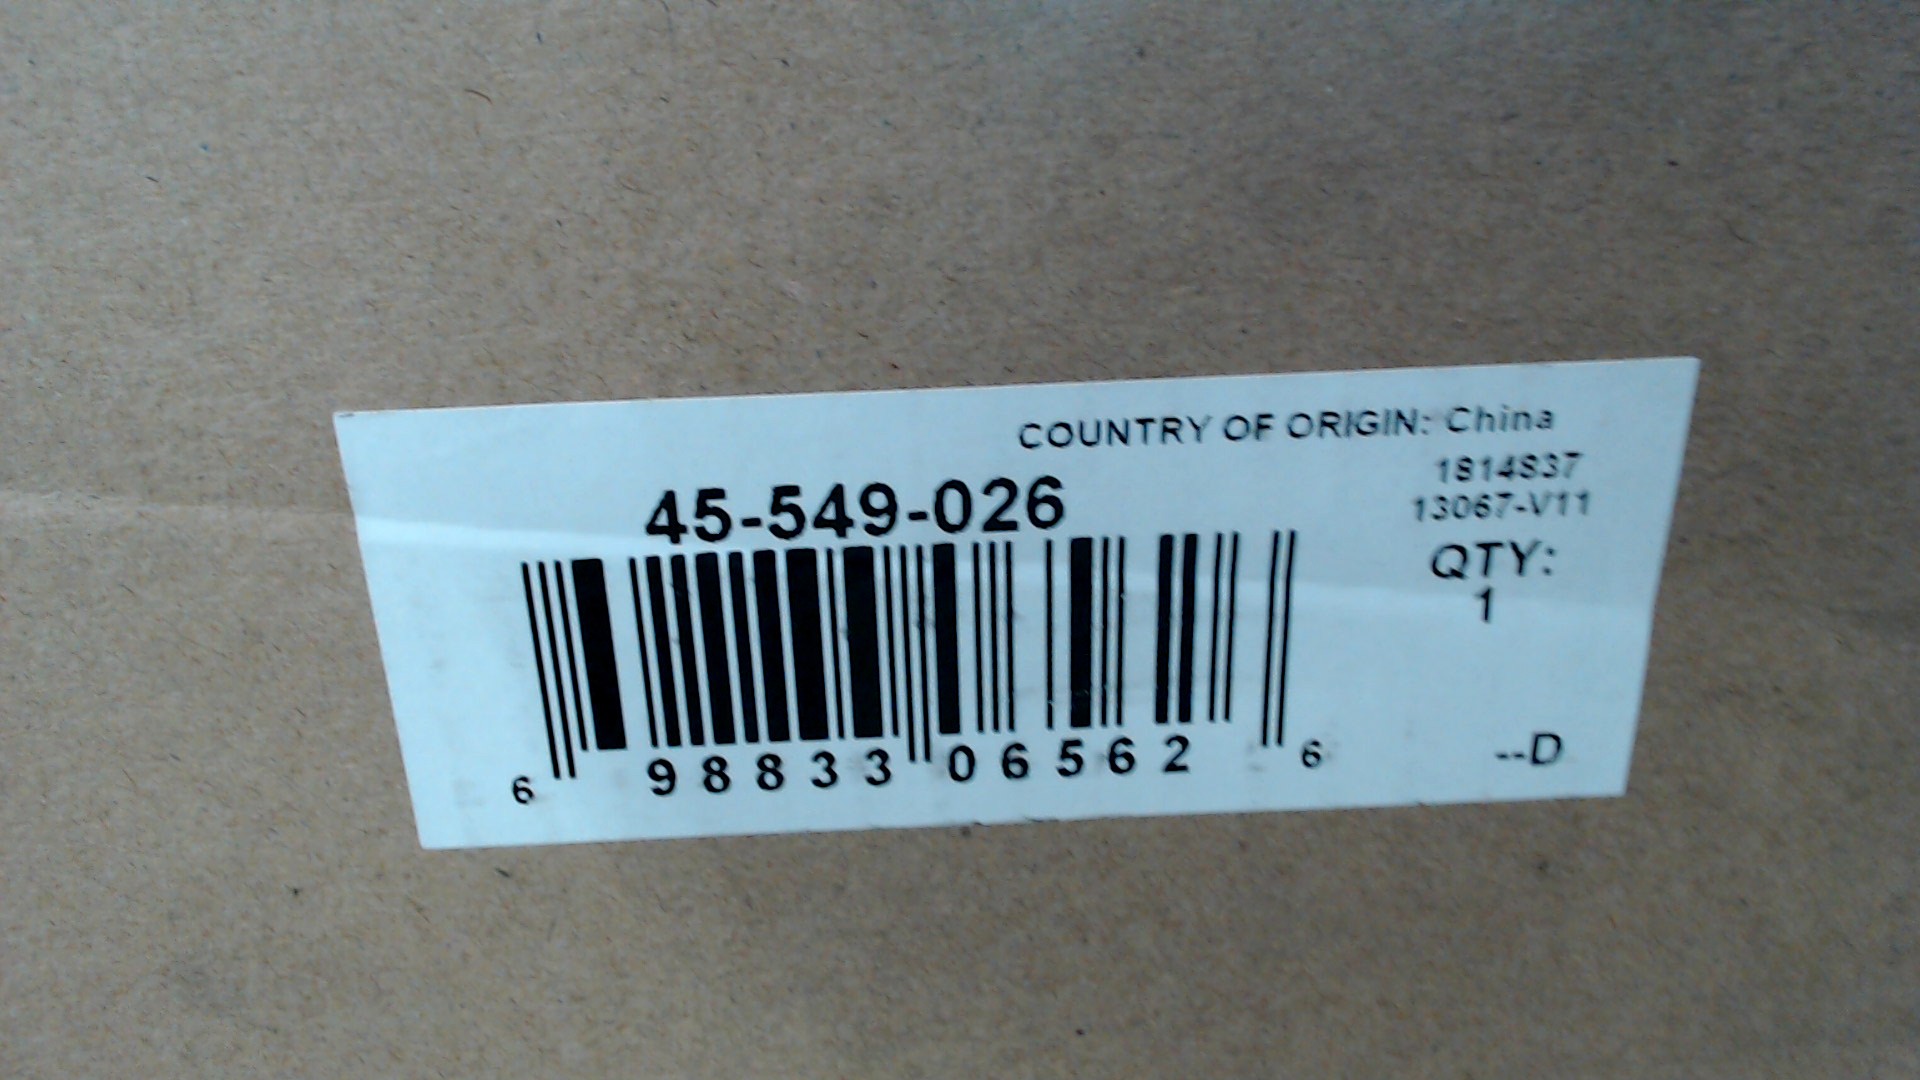 COUNTRY OF ORIGIN: China
1814837
13067-V11
45-549-026
QTY:
1
6 98833 06562 6
--D